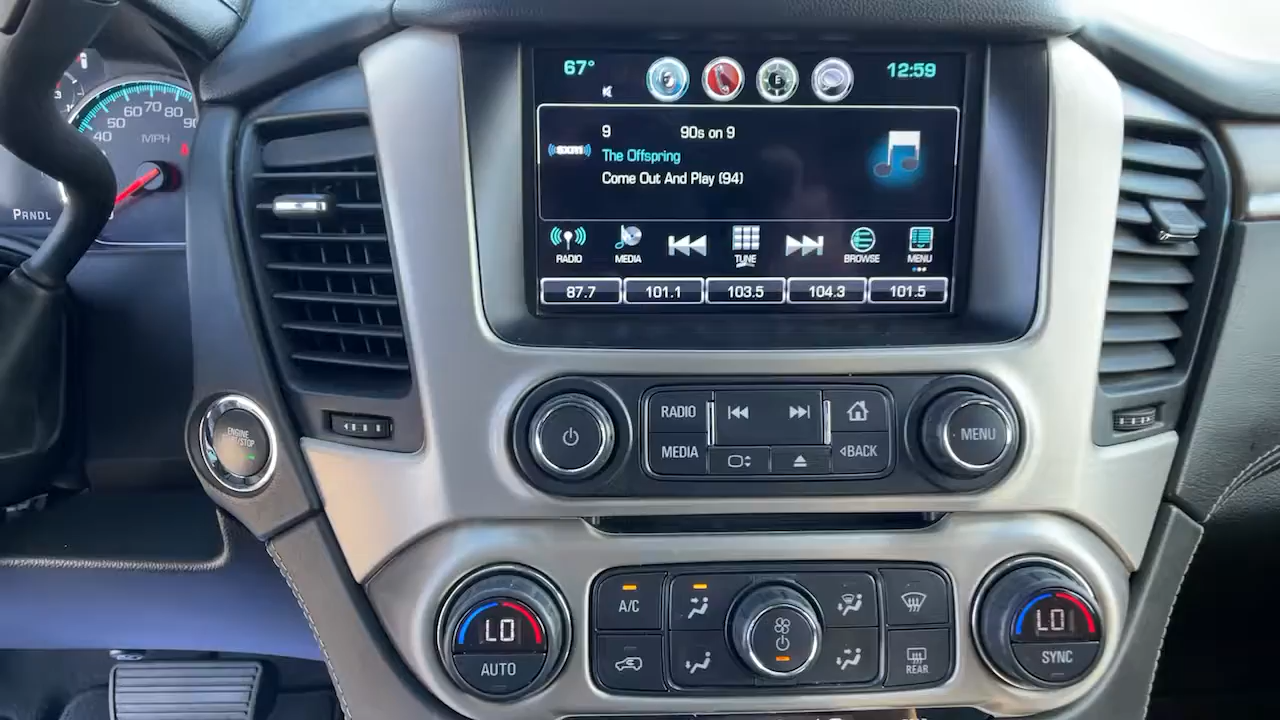 67°
12:59
9 90s on 9
((SXM))
The Offspring
Come Out And Play (94)
RADIO MEDIA TUNE BROWSE MENU
87.7 101.1 103.5 104.3 101.5
40 50 60 70 80 90
MPH
PRNDL
ENGINE
START/STOP
RADIO
MEDIA
BACK
MENU
A/C
LO
AUTO
REAR
LO
SYNC